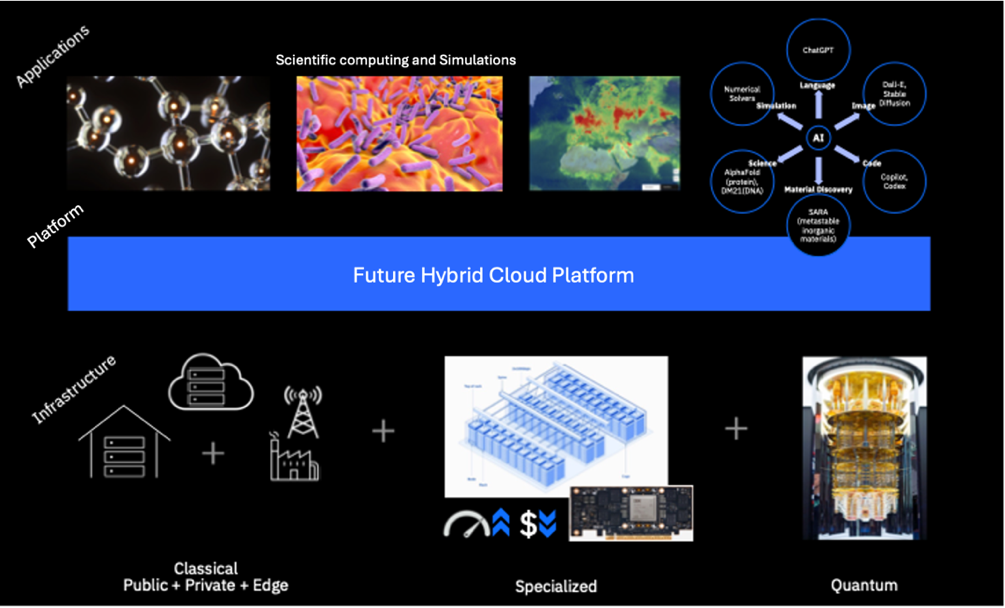 Applications
Scientific computing and Simulations
ChatGPT
Language
Numerical
Solvers
Simulation
Dall-E,
Stable
Diffusion
Image
AI
Science
AlphaFold
(protein),
DM21(DNA)
Code
Copilot,
Codex
Material Discovery
SARA
(metastable
inorganic
materials)
Platform
Future Hybrid Cloud Platform
Infrastructure
+
+
+
$
Classical
Public + Private + Edge
Specialized
Quantum